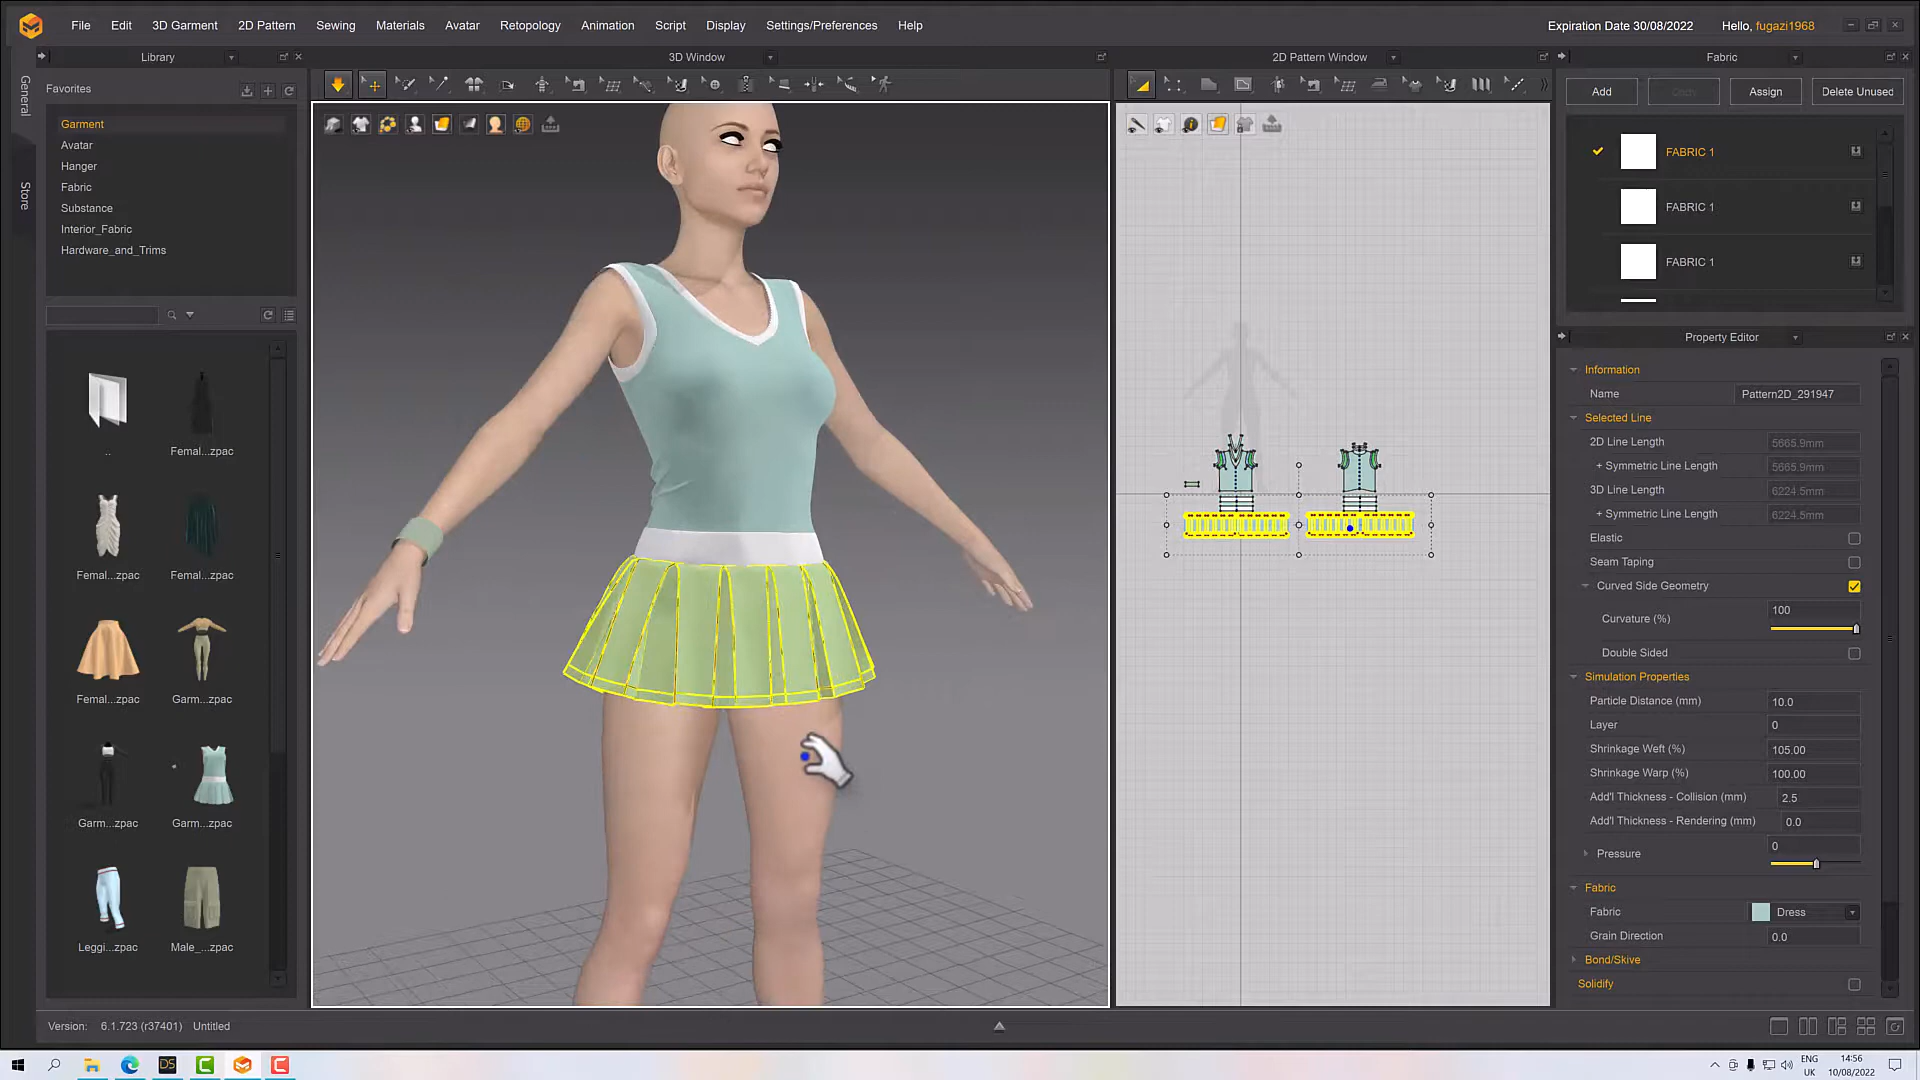 File Edit 3D Garment 2D Pattern Sewing Materials Avatar Retopology Animation Script Display Settings/Preferences Help Expiration Date 30/08/2022 Hello, fugazi1968
Library 3D Window 2D Pattern Window Fabric
General
Store
Favorites
Garment
Avatar
Hanger
Fabric
Substance
Interior_Fabric
Hardware_and_Trims
..
Femal...zpac
Femal...zpac
Femal...zpac
Femal...zpac
Garm...zpac
Garm...zpac
Garm...zpac
Leggi...zpac
Male_...zpac
Add Copy Assign Delete Unused
FABRIC 1
FABRIC 1
FABRIC 1
Property Editor
Information
Name Pattern2D_291947
Selected Line
2D Line Length 5665.9mm
+ Symmetric Line Length 5665.9mm
3D Line Length 6224.5mm
+ Symmetric Line Length 6224.5mm
Elastic
Seam Taping
Curved Side Geometry
Curvature (%) 100
Double Sided
Simulation Properties
Particle Distance (mm) 10.0
Layer 0
Shrinkage Weft (%) 105.00
Shrinkage Warp (%) 100.00
Add'l Thickness - Collision (mm) 2.5
Add'l Thickness - Rendering (mm) 0.0
Pressure 0
Fabric
Fabric Dress
Grain Direction 0.0
Bond/Skive
Solidify
Version: 6.1.723 (r37401) Untitled
DS
ENG
UK
14:56
10/08/2022